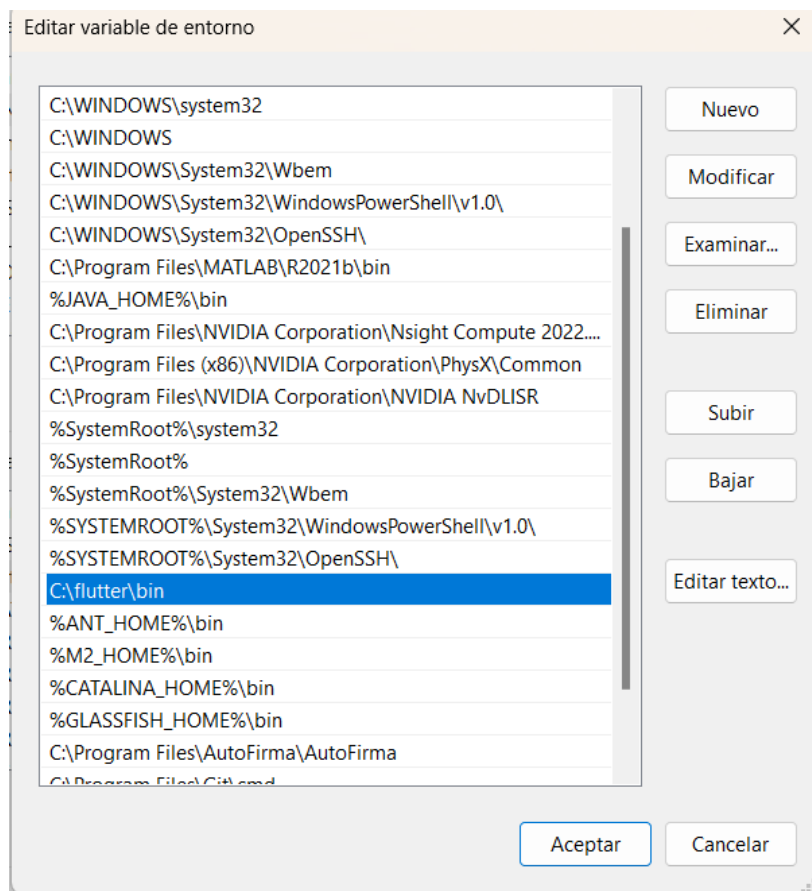 Editar variable de entorno
C:\WINDOWS\system32
C:\WINDOWS
C:\WINDOWS\System32\Wbem
C:\WINDOWS\System32\WindowsPowerShell\v1.0\
C:\WINDOWS\System32\OpenSSH\
C:\Program Files\MATLAB\R2021b\bin
%JAVA_HOME%\bin
C:\Program Files\NVIDIA Corporation\Nsight Compute 2022....
C:\Program Files (x86)\NVIDIA Corporation\PhysX\Common
C:\Program Files\NVIDIA Corporation\NVIDIA NvDLISR
%SystemRoot%\system32
%SystemRoot%
%SystemRoot%\System32\Wbem
%SYSTEMROOT%\System32\WindowsPowerShell\v1.0\
%SYSTEMROOT%\System32\OpenSSH\
C:\flutter\bin
%ANT_HOME%\bin
%M2_HOME%\bin
%CATALINA_HOME%\bin
%GLASSFISH_HOME%\bin
C:\Program Files\AutoFirma\AutoFirma
C:\Program Files\Git\cmd
Nuevo
Modificar
Examinar...
Eliminar
Subir
Bajar
Editar texto...
Aceptar
Cancelar